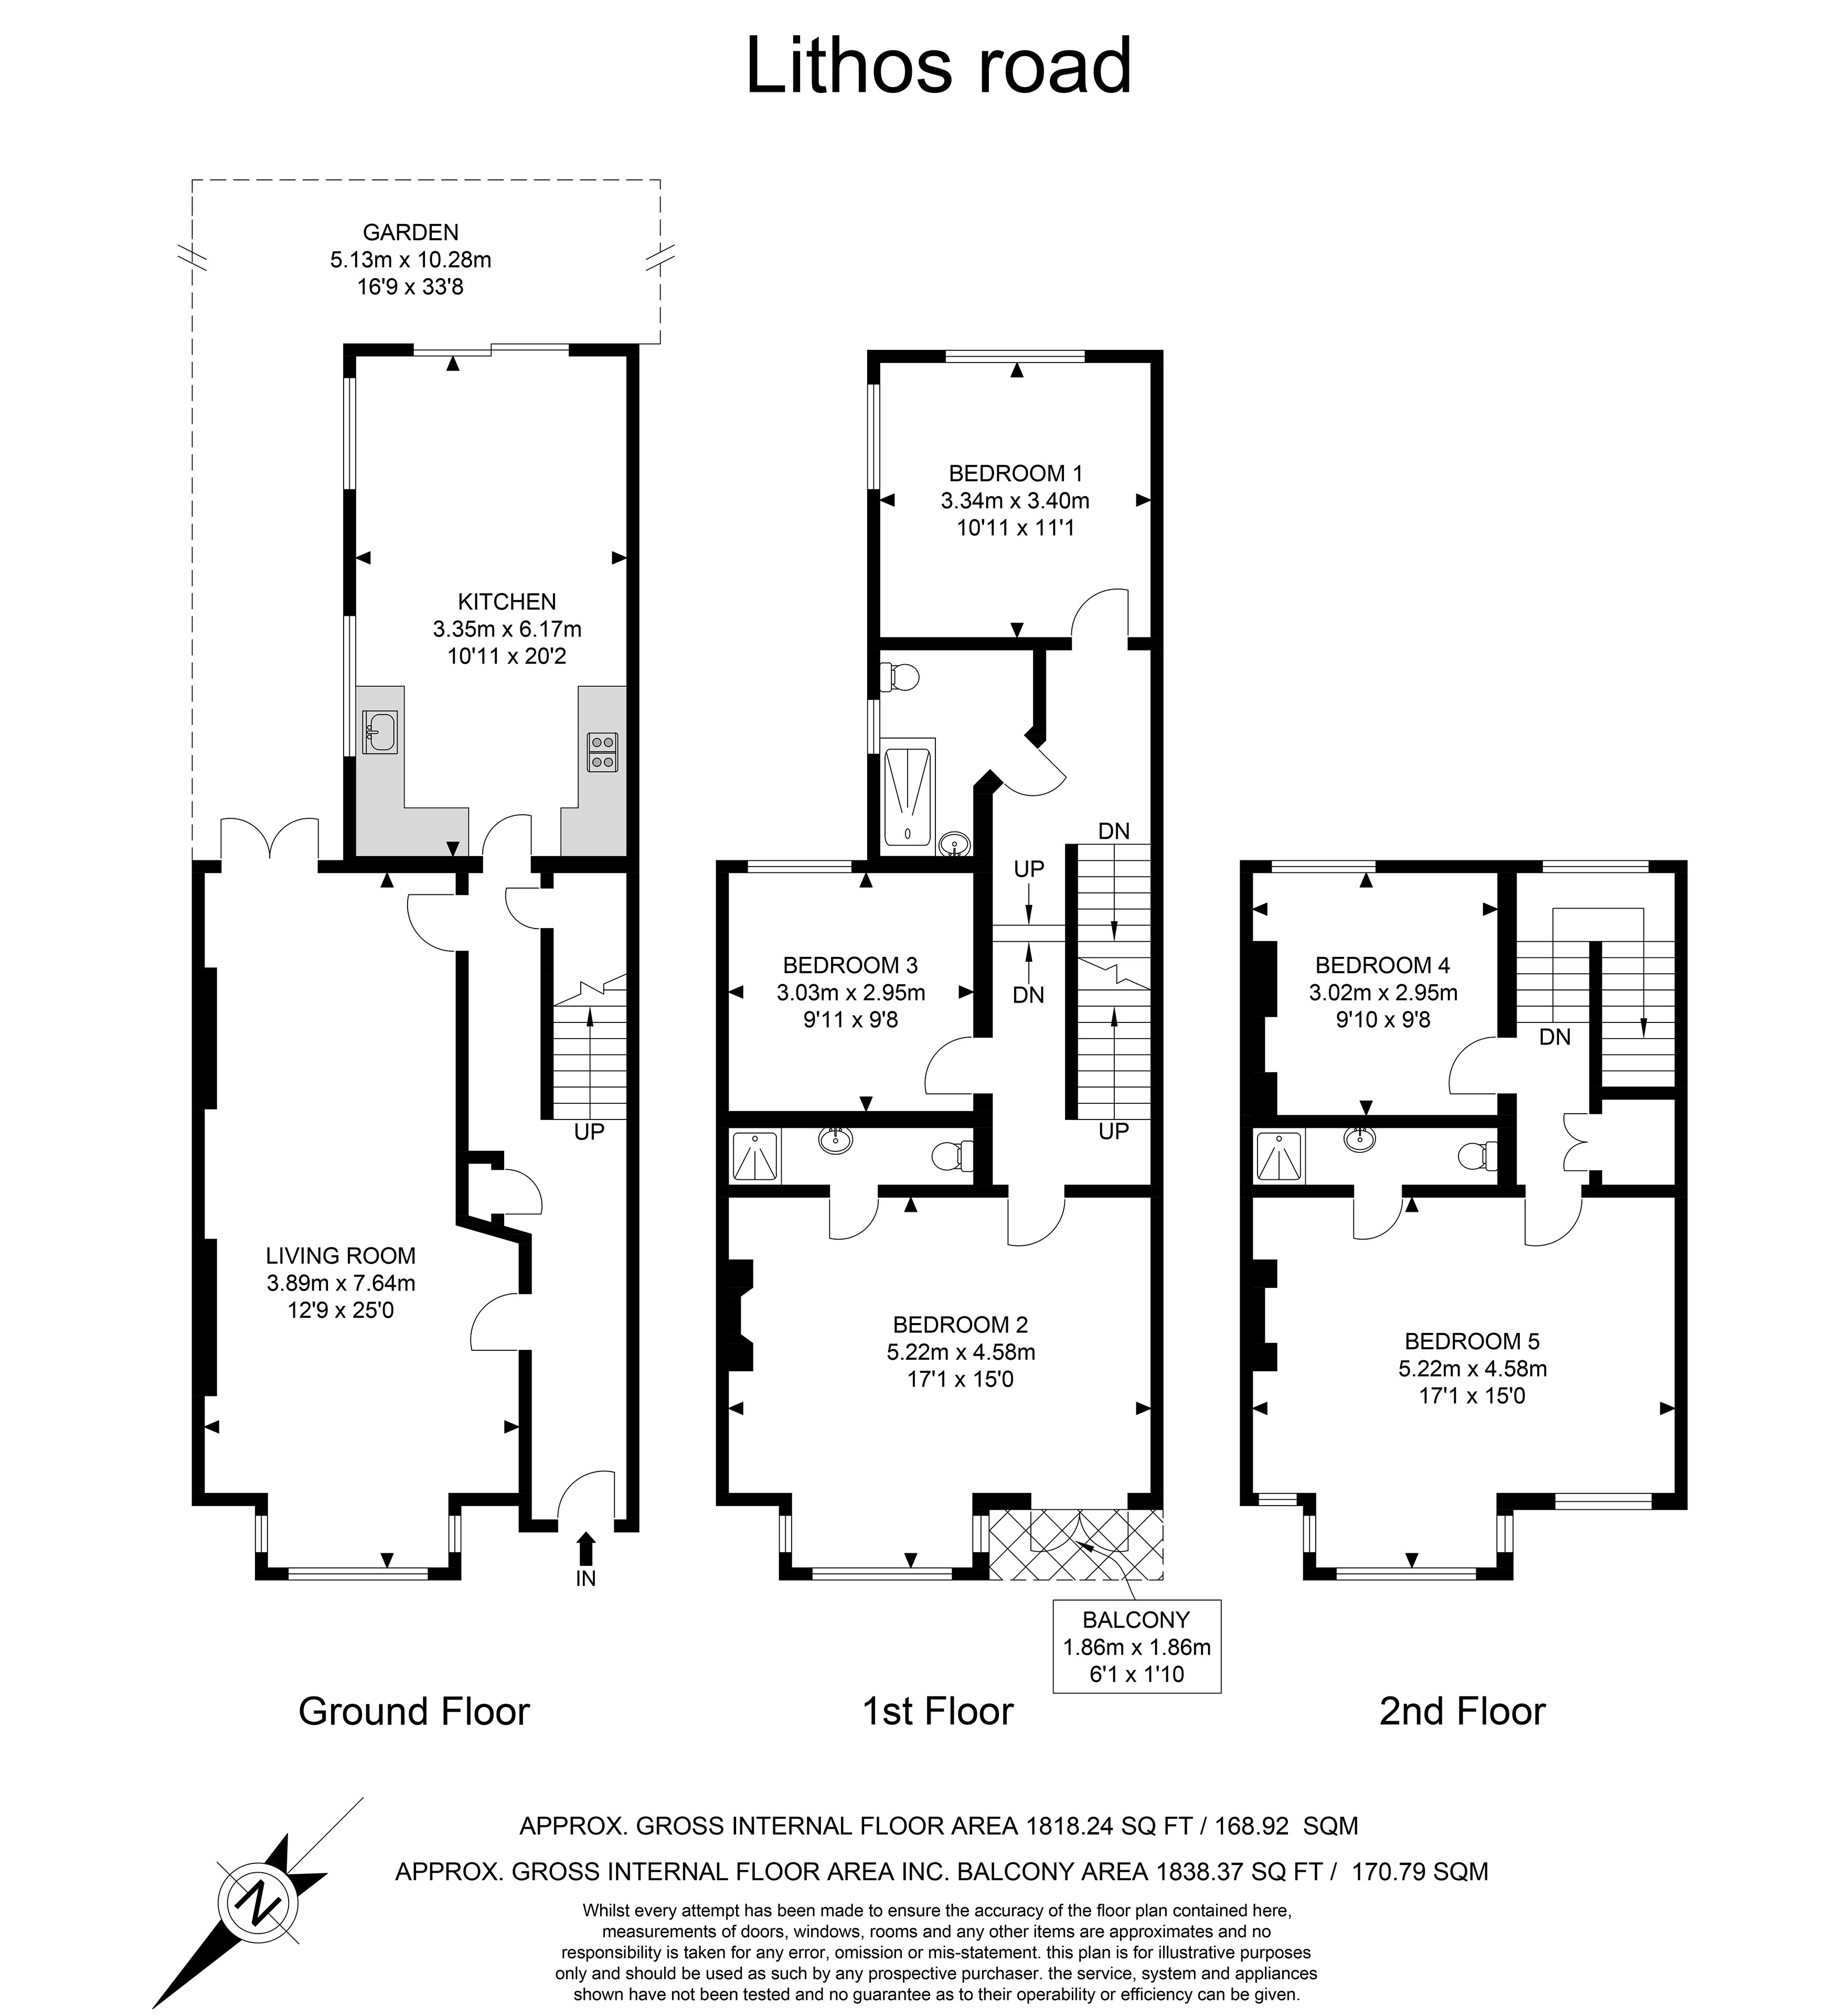 Lithos road
GARDEN
5.13m x 10.28m
16'9 x 33'8
KITCHEN
3.35m x 6.17m
10'11 x 20'2
UP
LIVING ROOM
3.89m x 7.64m
12'9 x 25'0
IN
Ground Floor
BEDROOM 1
3.34m x 3.40m
10'11 x 11'1
DN
UP
BEDROOM 3
3.03m x 2.95m
9'11 x 9'8
DN
UP
BEDROOM 2
5.22m x 4.58m
17'1 x 15'0
BALCONY
1.86m x 1.86m
6'1 x 1'10
1st Floor
BEDROOM 4
3.02m x 2.95m
9'10 x 9'8
DN
BEDROOM 5
5.22m x 4.58m
17'1 x 15'0
2nd Floor
N
APPROX. GROSS INTERNAL FLOOR AREA 1818.24 SQ FT / 168.92 SQM
APPROX. GROSS INTERNAL FLOOR AREA INC. BALCONY AREA 1838.37 SQ FT / 170.79 SQM
Whilst every attempt has been made to ensure the accuracy of the floor plan contained here,
measurements of doors, windows, rooms and any other items are approximates and no
responsibility is taken for any error, omission or mis-statement. this plan is for illustrative purposes
only and should be used as such by any prospective purchaser. the service, system and appliances
shown have not been tested and no guarantee as to their operability or efficiency can be given.